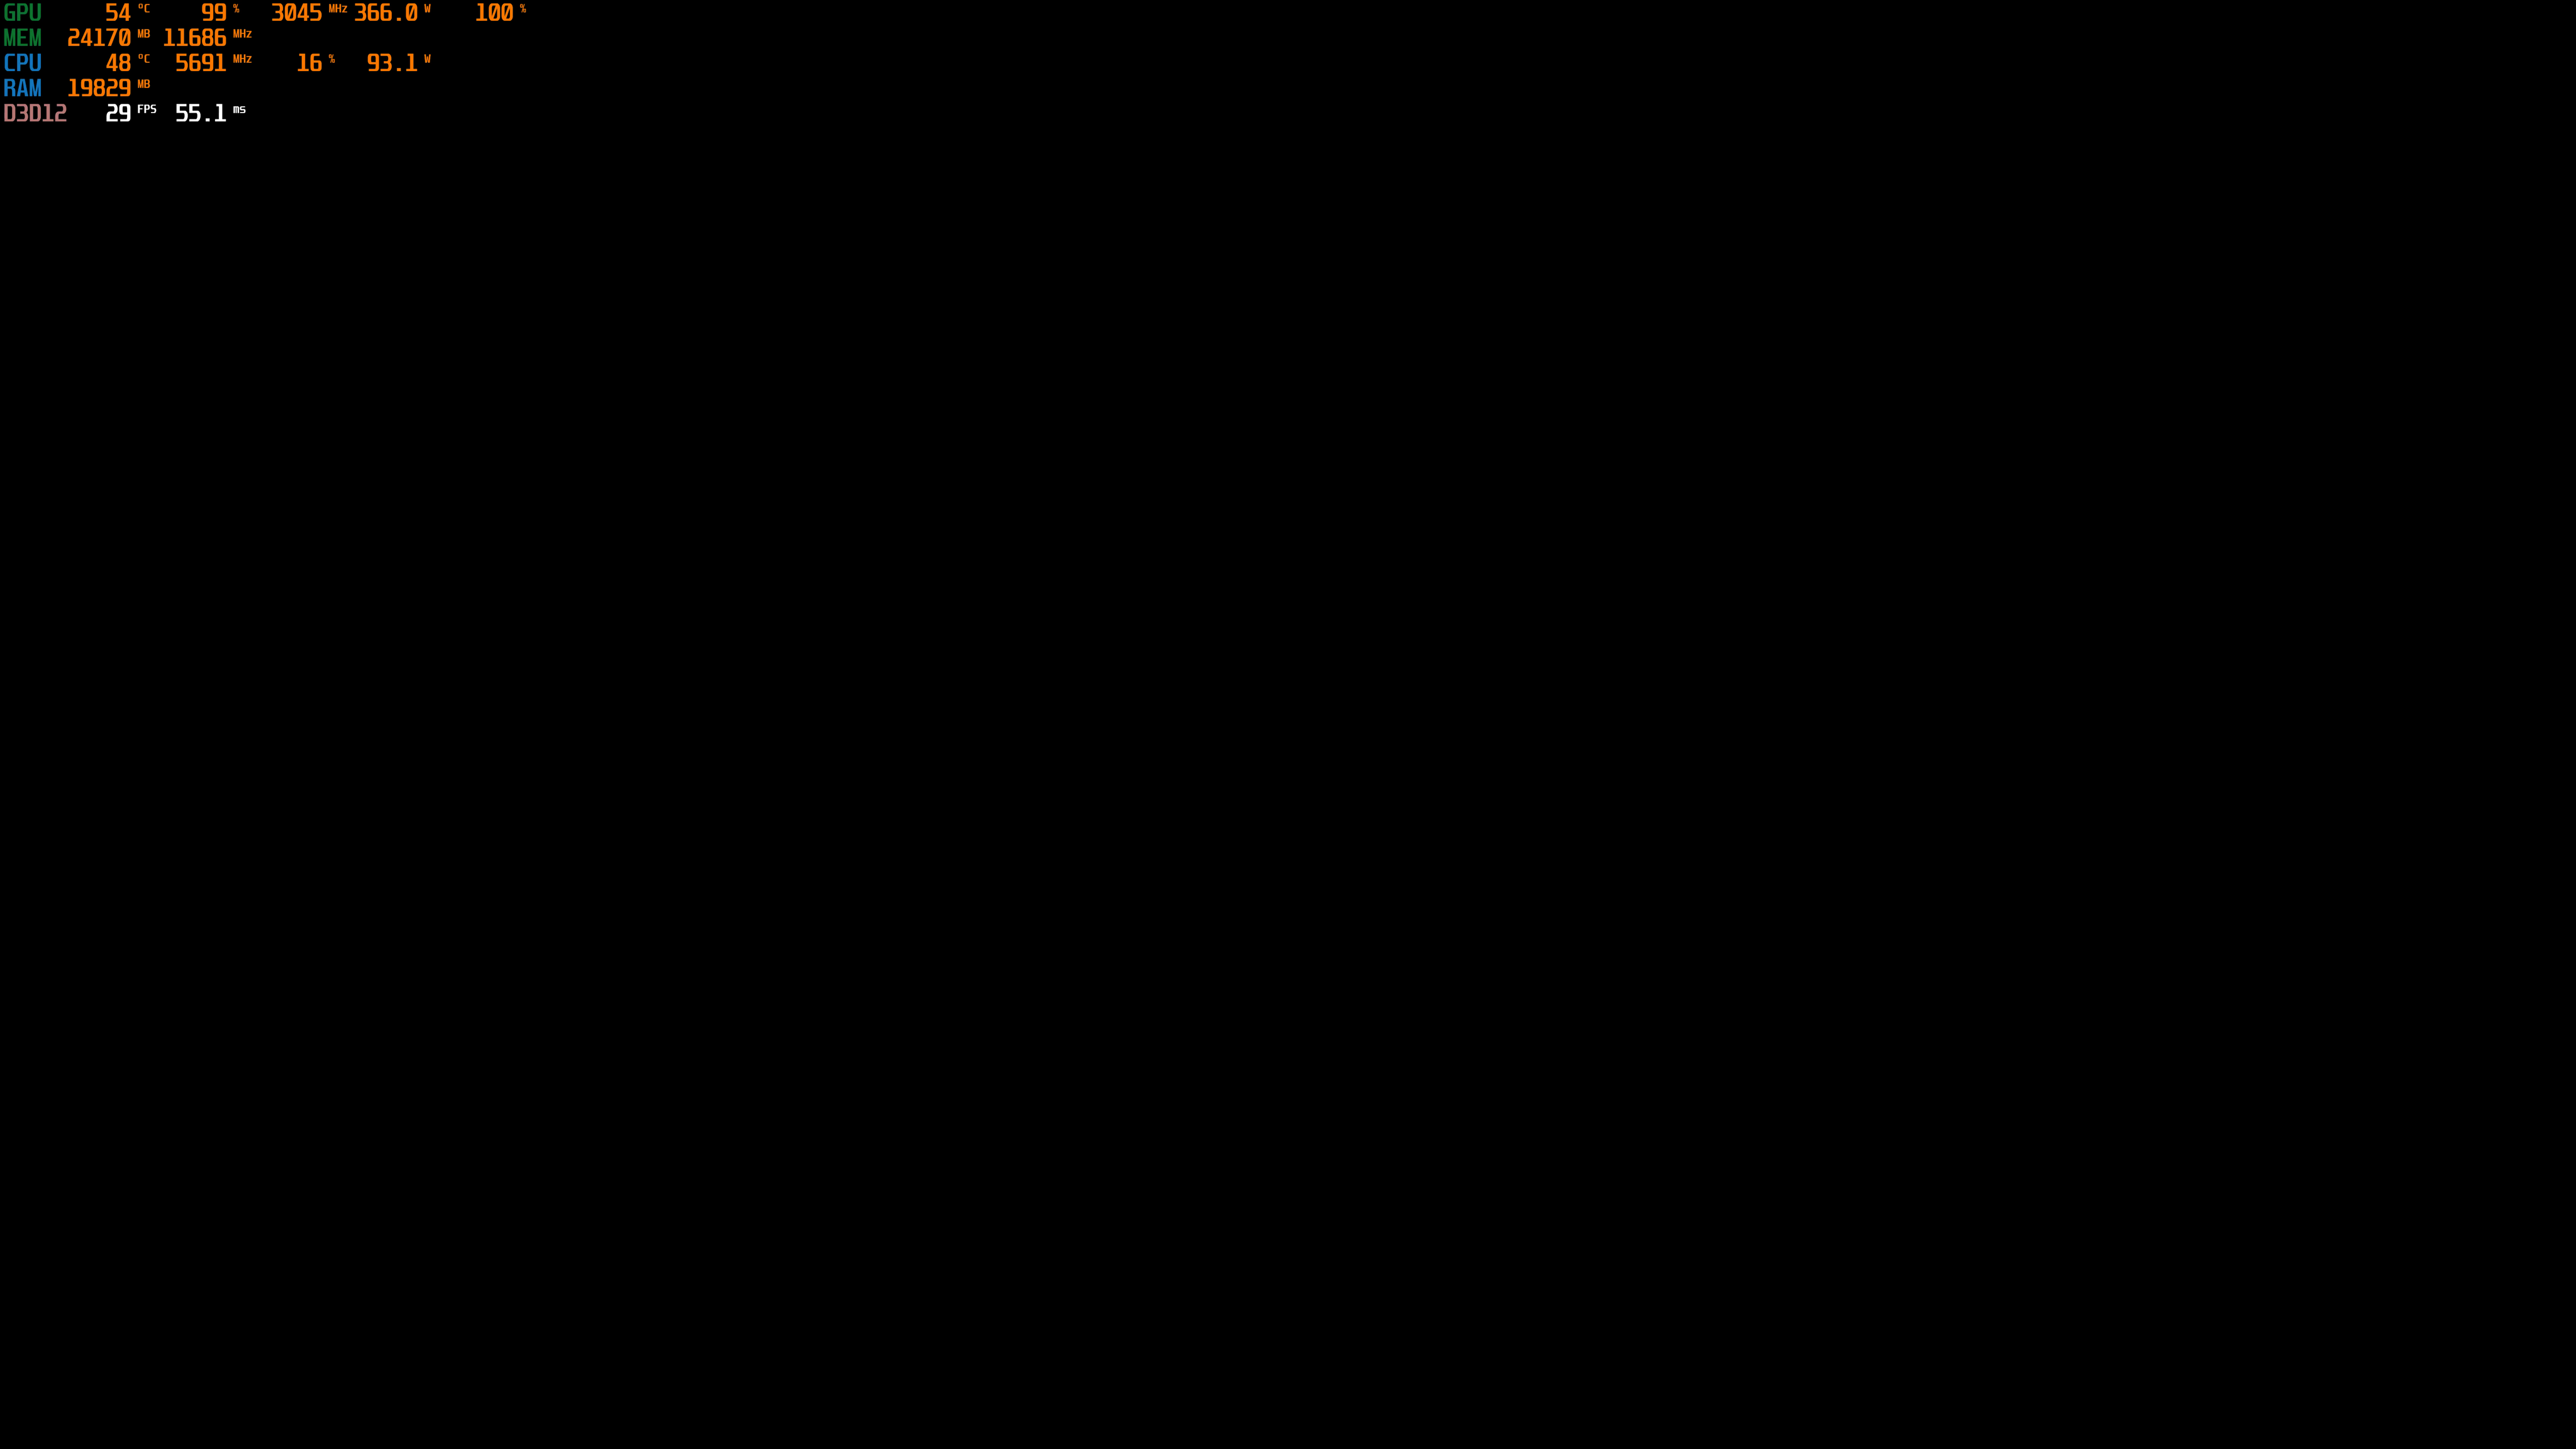 GPU 54 °C 99 % 3045 MHz 366.0 W 100 %
MEM 24170 MB 11686 MHz
CPU 48 °C 5691 MHz 16 % 93.1 W
RAM 19829 MB
D3D12 29 FPS 55.1 ms